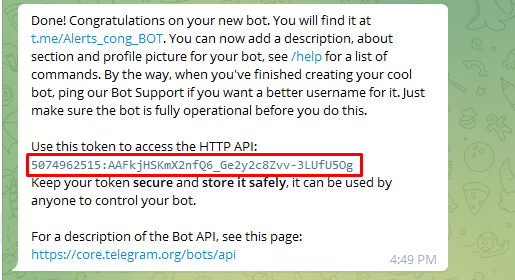 Done! Congratulations on your new bot. You will find it at
t.me/Alerts_cong_BOT. You can now add a description, about
section and profile picture for your bot, see /help for a list of
commands. By the way, when you've finished creating your cool
bot, ping our Bot Support if you want a better username for it. Just
make sure the bot is fully operational before you do this.
Use this token to access the HTTP API:
5074962515:AAFkjHSKmX2nfQ6_Ge2y2c8Zvv-3LUfU5Og
Keep your token secure and store it safely, it can be used by
anyone to control your bot.
For a description of the Bot API, see this page:
https://core.telegram.org/bots/api
4:49 PM